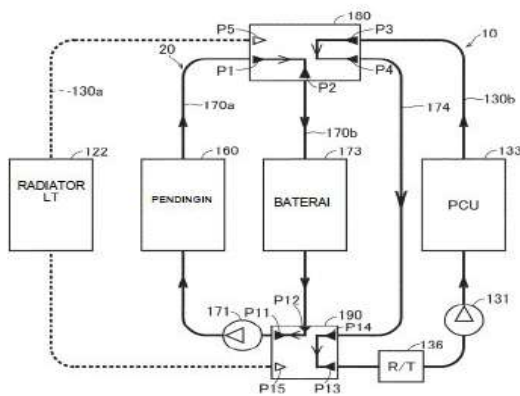 180
P5
P3
10
20
P1
P4
P2
130a
170a
170b
174
130b
122
160
173
133
RADIATOR
LT
PENDINGIN
BATERAI
PCU
171
P11
P12
190
P14
131
136
R/T
P15
P13